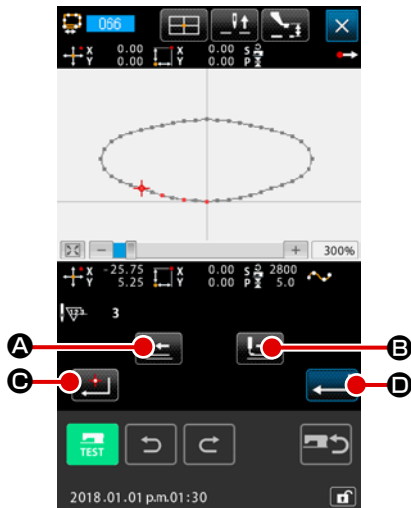 066
X 0.00 X 0.00 S
Y 0.00 Y 0.00 P
− + 300%
X -25.75 X 0.00 S 2800
Y 5.25 Y 0.00 P 5.0
3
A B
C D
TEST
2018.01.01 p.m.01:30